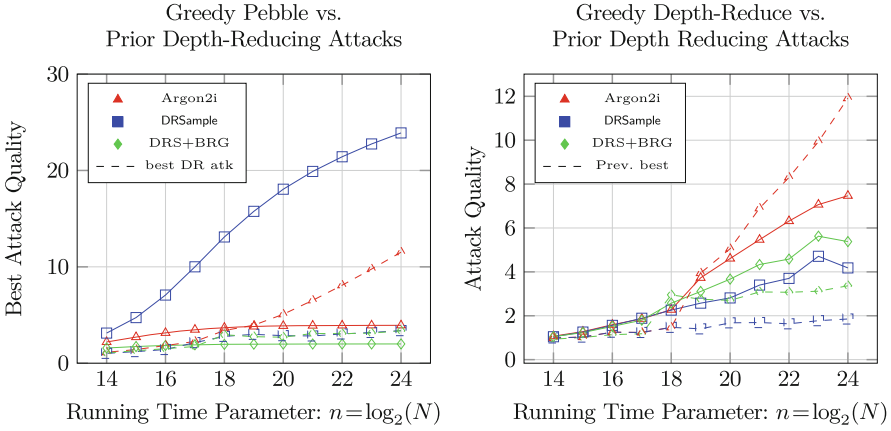 Greedy Pebble vs.
Prior Depth-Reducing Attacks
30
20
10
0
Best Attack Quality
Argon2i
DRSample
DRS+BRG
best DR atk
14 16 18 20 22 24
Running Time Parameter: n=log₂(N)
Greedy Depth-Reduce vs.
Prior Depth Reducing Attacks
12
10
8
6
4
2
0
Attack Quality
Argon2i
DRSample
DRS+BRG
Prev. best
14 16 18 20 22 24
Running Time Parameter: n=log₂(N)